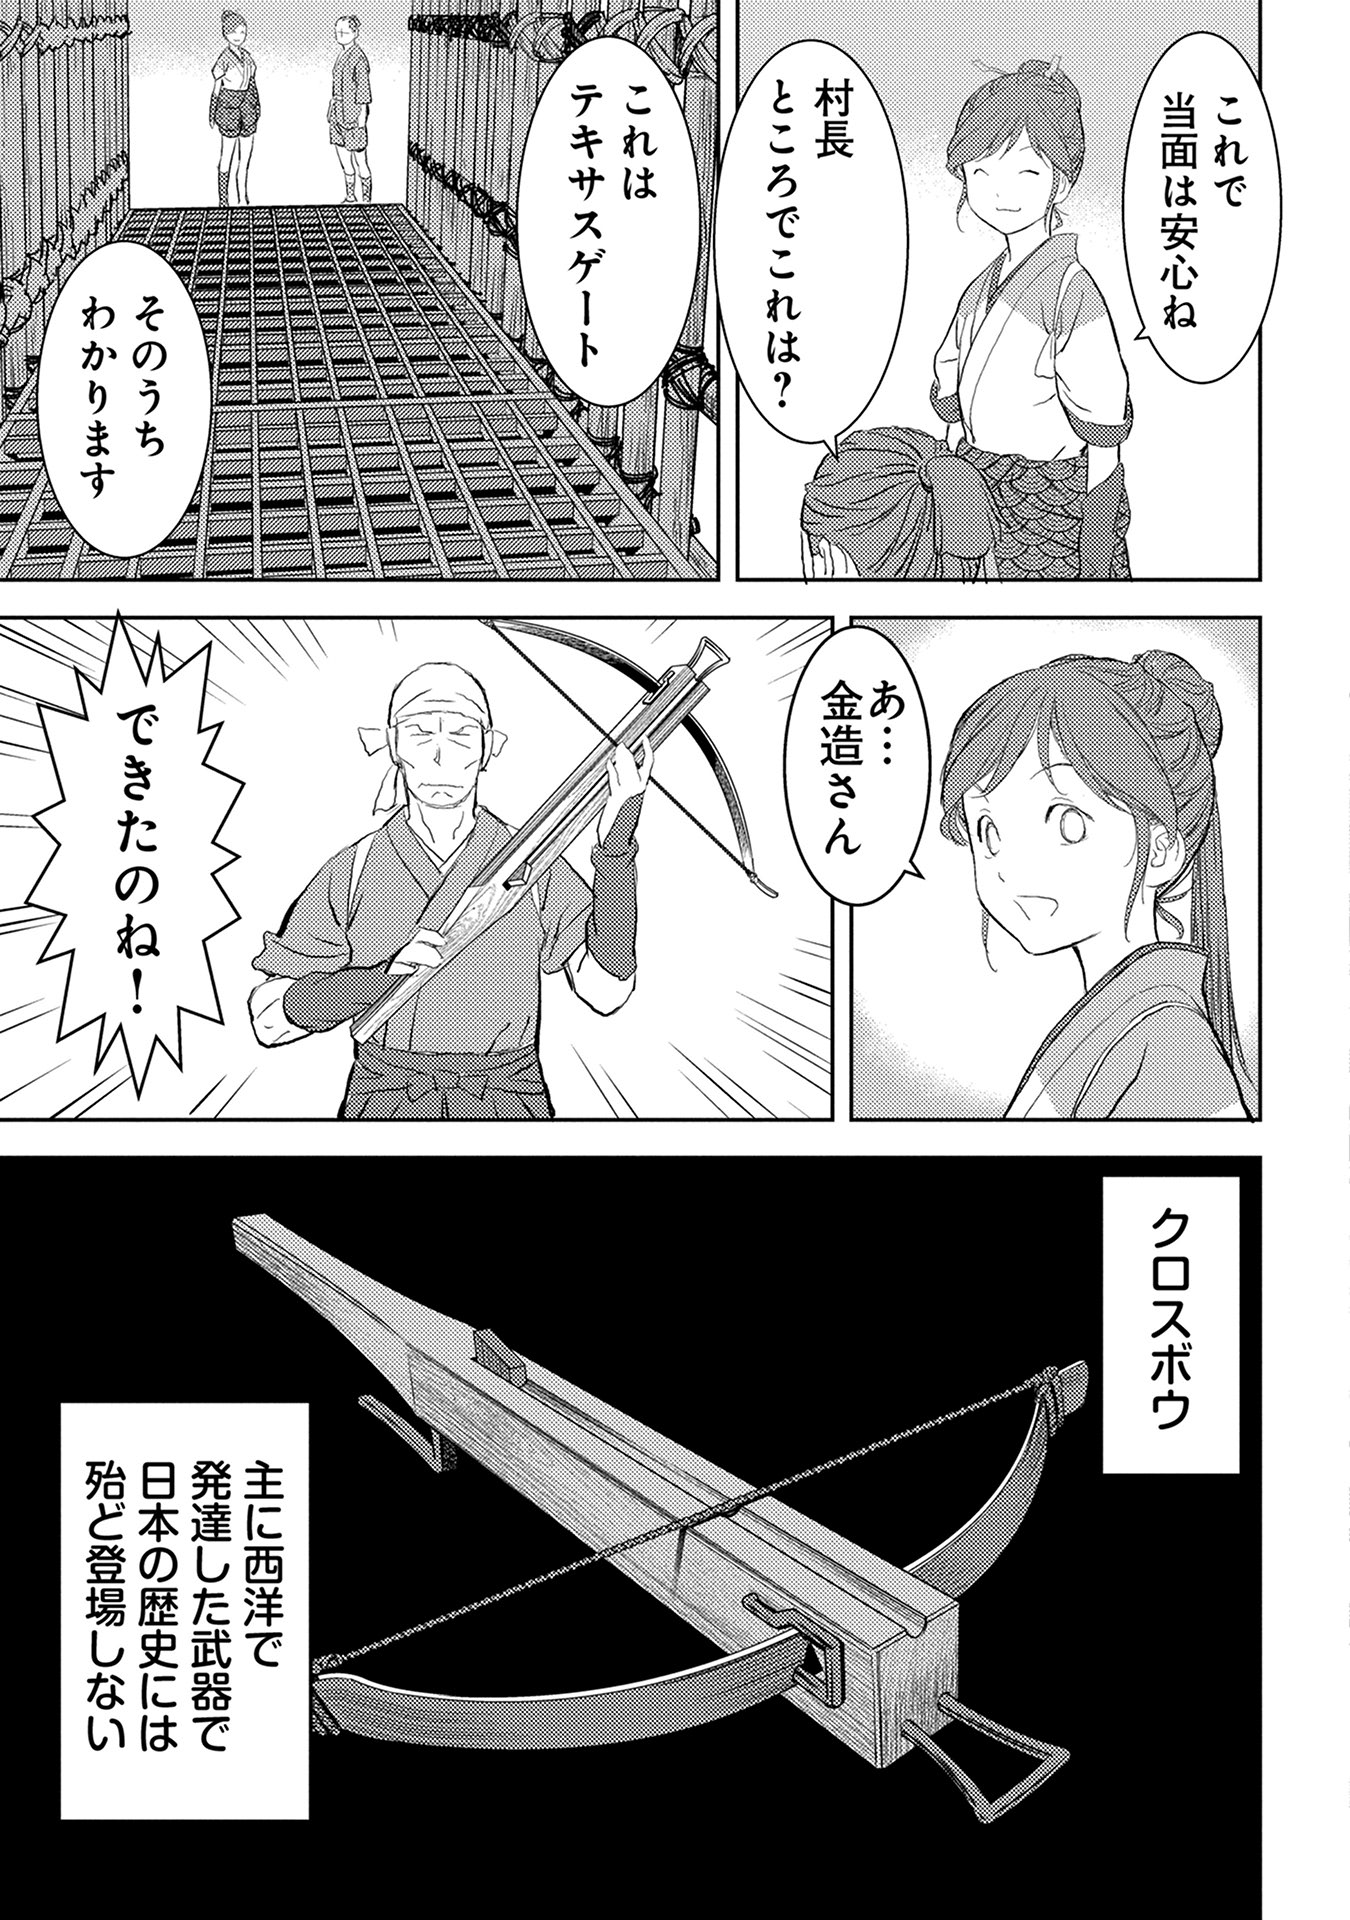 これで
当面は安心ね
村長
ところでこれは?
これは
テキサスゲート
そのうち
わかります
あ…
金造さん
できたのね!
クロスボウ
主に西洋で
発達した武器で
日本の歴史には
殆ど登場しない